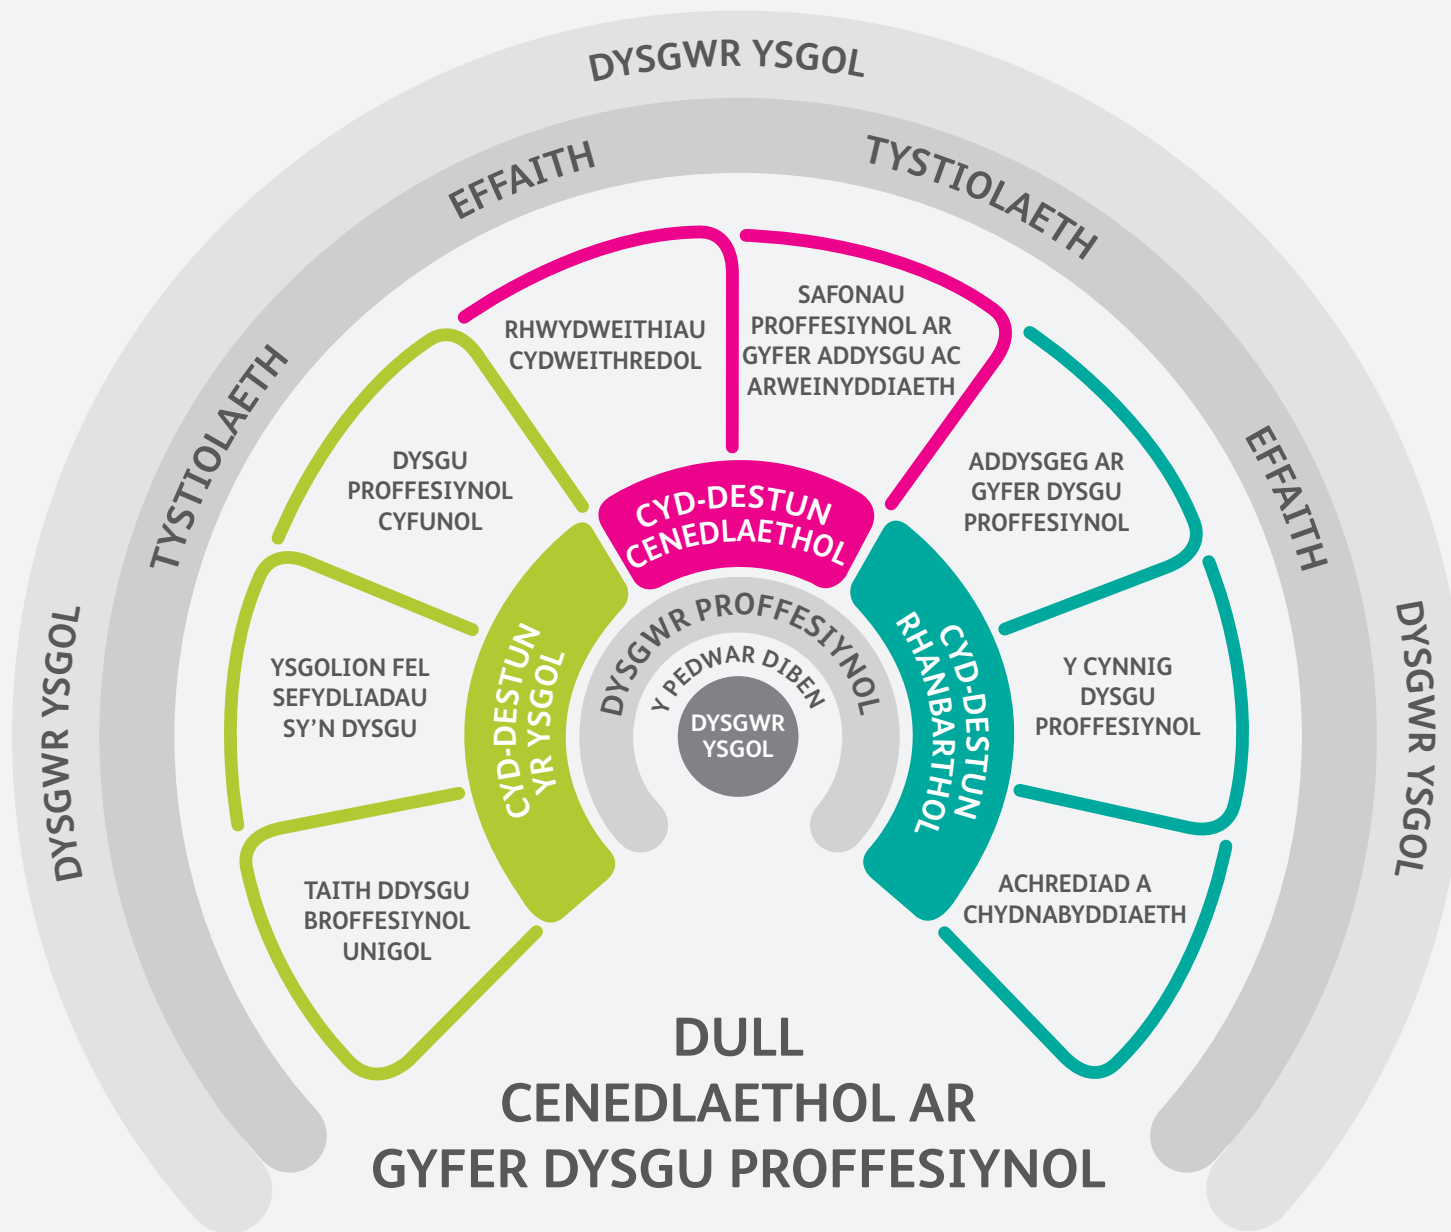 DYSGWR YSGOL
DYSGWR YSGOL
DYSGWR YSGOL
TYSTIOLAETH
EFFAITH
TYSTIOLAETH
EFFAITH
RHWYDWEITHIAU
CYDWEITHREDOL
SAFONAU
PROFFESIYNOL AR
GYFER ADDYSGU AC
ARWEINYDDIAETH
DYSGU
PROFFESIYNOL
CYFUNOL
ADDYSGEG AR
GYFER DYSGU
PROFFESIYNOL
YSGOLION FEL
SEFYDLIADAU
SY'N DYSGU
Y CYNNIG
DYSGU
PROFFESIYNOL
TAITH DDYSGU
BROFFESIYNOL
UNIGOL
ACHREDIAD A
CHYDNABYDDIAETH
CYD-DESTUN
YR YSGOL
CYD-DESTUN
CENEDLAETHOL
CYD-DESTUN
RHANBARTHOL
DYSGWR PROFFESIYNOL
Y PEDWAR DIBEN
DYSGWR
YSGOL
DULL
CENEDLAETHOL AR
GYFER DYSGU PROFFESIYNOL